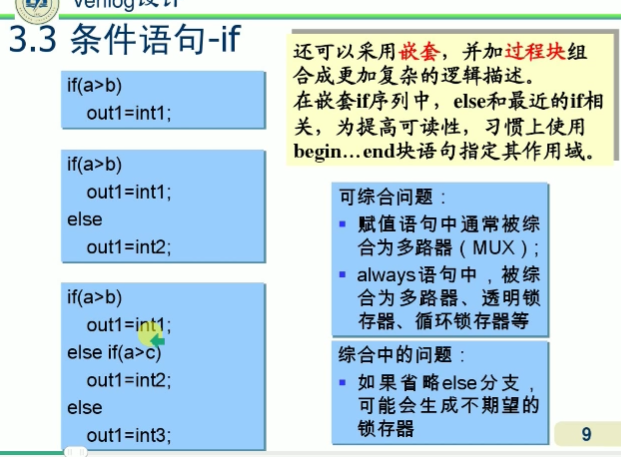 Verilog设计
3.3 条件语句-if
if(a>b)
out1=int1;
if(a>b)
out1=int1;
else
out1=int2;
if(a>b)
out1=int1;
else if(a>c)
out1=int2;
else
out1=int3;
还可以采用嵌套，并加过程块组
合成更加复杂的逻辑描述。
在嵌套if序列中，else和最近的if相
关，为提高可读性，习惯上使用
begin…end块语句指定其作用域。
可综合问题：
赋值语句中通常被综
合为多路器（MUX）;
always语句中，被综
合为多路器、透明锁
存器、循环锁存器等
综合中的问题：
如果省略else分支，
可能会生成不期望的
锁存器
9